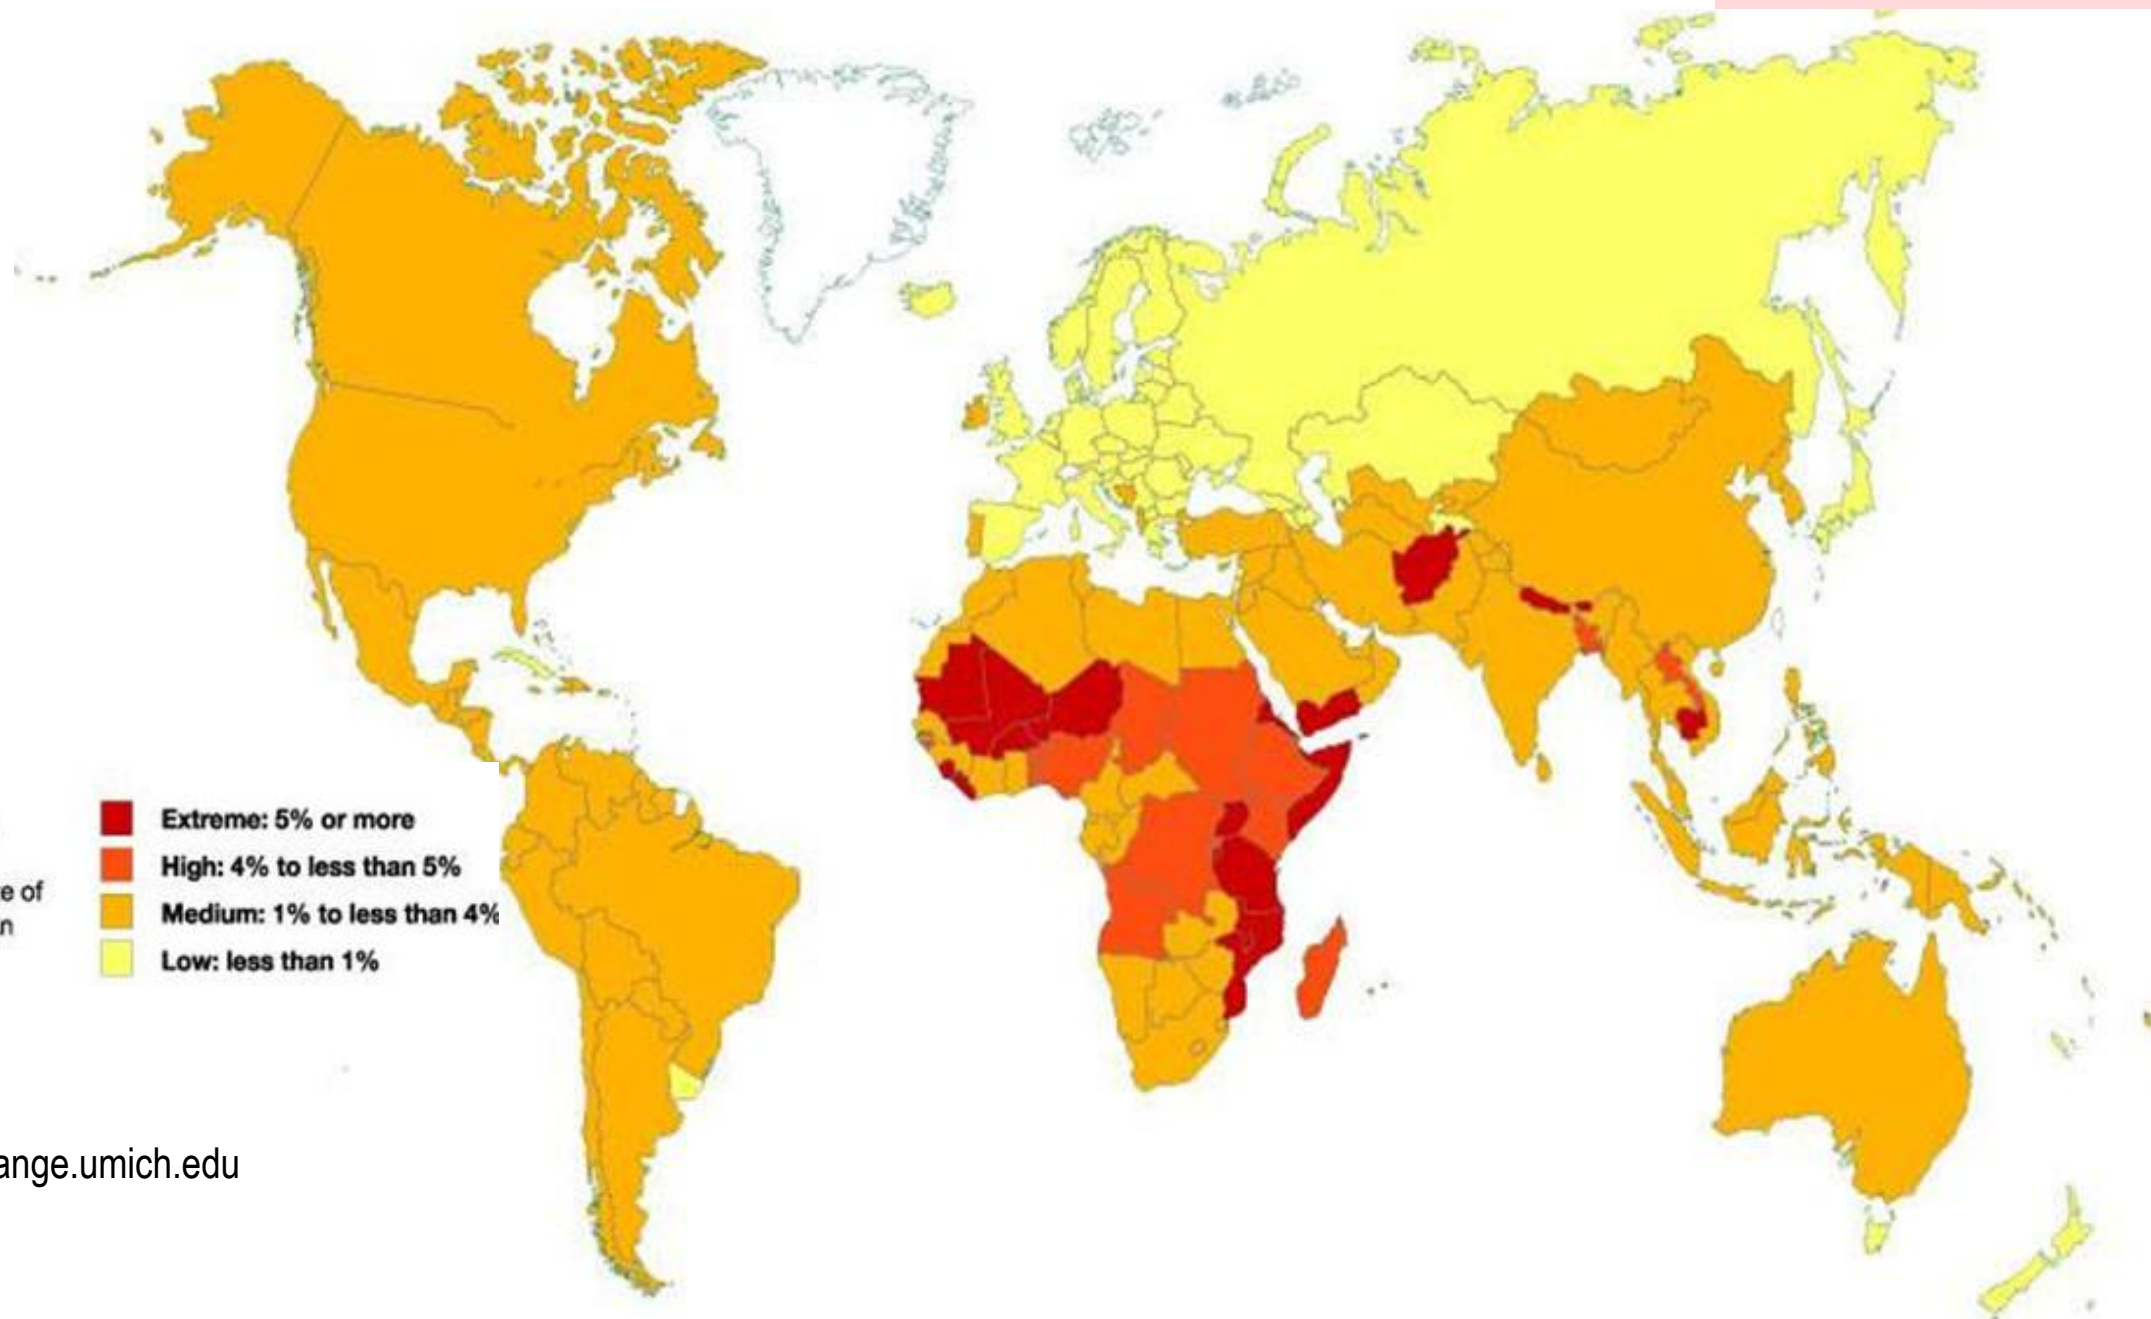 Extreme: 5% or more
High: 4% to less than 5%
Medium: 1% to less than 4%
Low: less than 1%
e of
n
ange.umich.edu